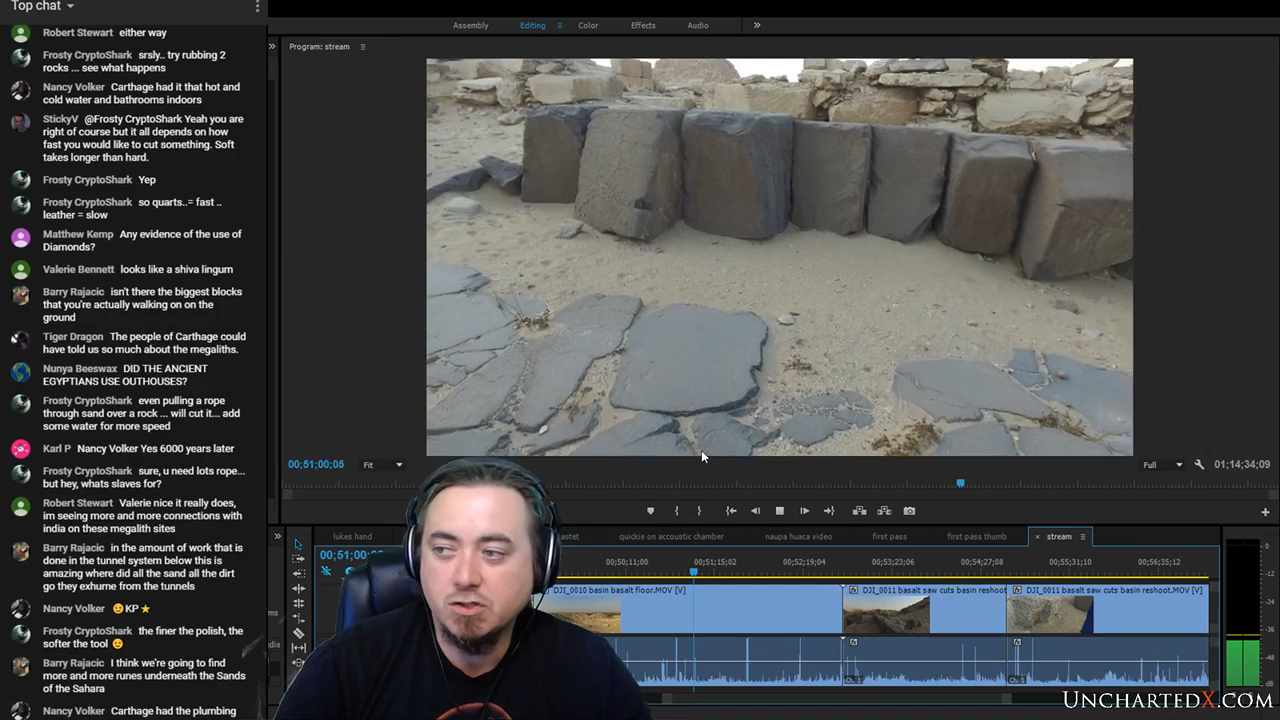 Top chat
Robert Stewart either way
Frosty CryptoShark srsly.. try rubbing 2
rocks ... see what happens
Nancy Volker Carthage had it that hot and
cold water and bathrooms indoors
StickyV @Frosty CryptoShark Yeah you are
right of course but it all depends on how
fast you would like to cut something. Soft
takes longer than hard.
Frosty CryptoShark Yep
Frosty CryptoShark so quarts..= fast ..
leather = slow
Matthew Kemp Any evidence of the use of
Diamonds?
Valerie Bennett looks like a shiva lingum
Barry Rajacic isn't there the biggest blocks
that you're actually walking on on the
ground
Tiger Dragon The people of Carthage could
have told us so much about the megaliths.
Nunya Beeswax DID THE ANCIENT
EGYPTIANS USE OUTHOUSES?
Frosty CryptoShark even pulling a rope
through sand over a rock ... will cut it... add
some water for more speed
Karl P Nancy Volker Yes 6000 years later
Frosty CryptoShark sure, u need lots rope...
but hey, whats slaves for?
Robert Stewart Valerie nice it really does,
im seeing more and more connections with
india on these megalith sites
Barry Rajacic in the amount of work that is
done in the tunnel system below this is
amazing where did all the sand all the dirt
go they exhume from the tunnels
Nancy Volker 😃KP⭐
Frosty CryptoShark the finer the polish, the
softer the tool 😉
Barry Rajacic I think we're going to find
more and more runes underneath the Sands
of the Sahara
Nancy Volker Carthage had the plumbing
Assembly Editing Color Effects Audio
Program: stream
00;51;00;05 Fit Full 01;14;34;09
lukes hand quickie on accoustic chamber naupa huaca video first pass first pass thumb × stream
00;50;11;00 00;51;15;02 00;52;19;04 00;53;23;06 00;54;27;08 00;55;31;10 00;56;35;12
DJI_0010 basin basalt floor.MOV [V] DJI_0011 basalt saw cuts basin reshoot DJI_0011 basalt saw cuts basin reshoot.MOV [V]
UnchartedX.com